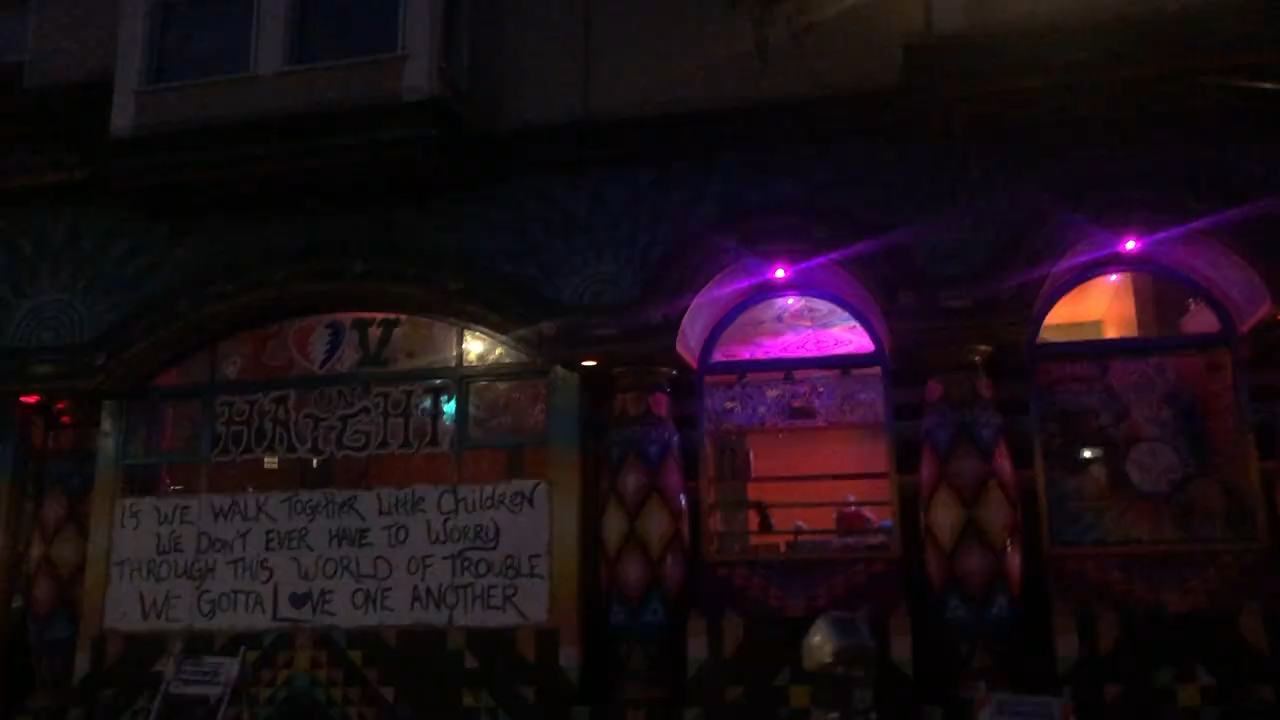 V
ON
HAIGHT
IF WE WALK TOGETHER LITTLE CHILDREN
WE DON'T EVER HAVE TO WORRY
THROUGH THIS WORLD OF TROUBLE
WE GOTTA LOVE ONE ANOTHER